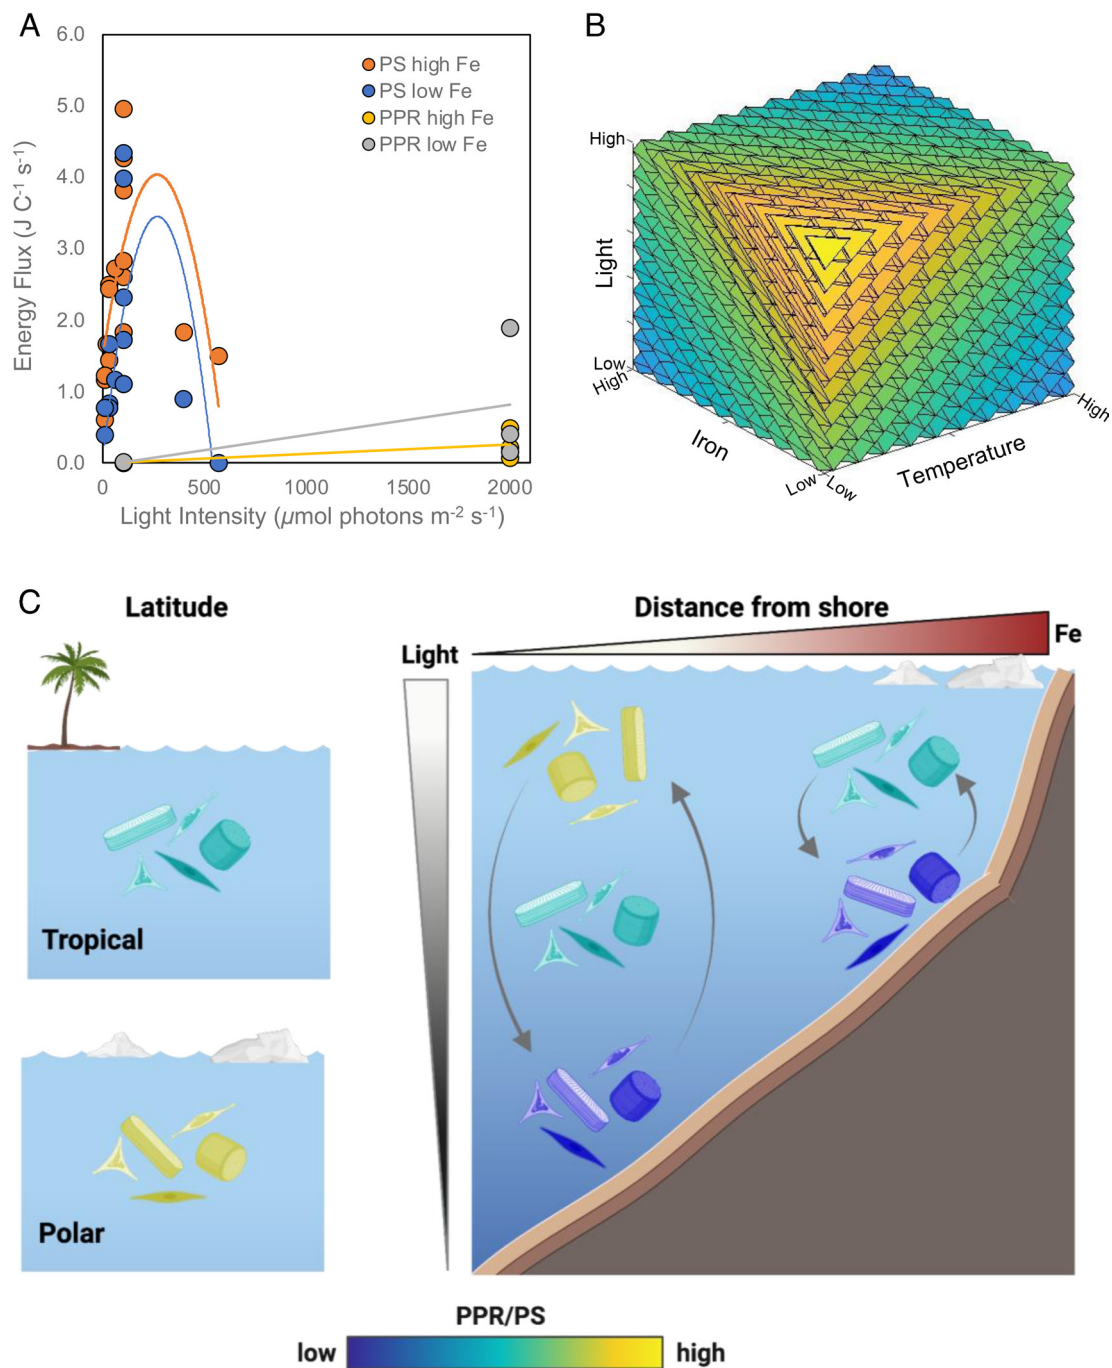 A
6.0
5.0
4.0
3.0
2.0
1.0
0.0
Energy Flux (J C⁻¹ s⁻¹)
PS high Fe
PS low Fe
PPR high Fe
PPR low Fe
0 500 1000 1500 2000
Light Intensity (µmol photons m⁻² s⁻¹)
B
High
Light
Low
High
Iron
Low
Low
Temperature
High
C
Latitude
Tropical
Polar
Distance from shore
Fe
Light
PPR/PS
low high